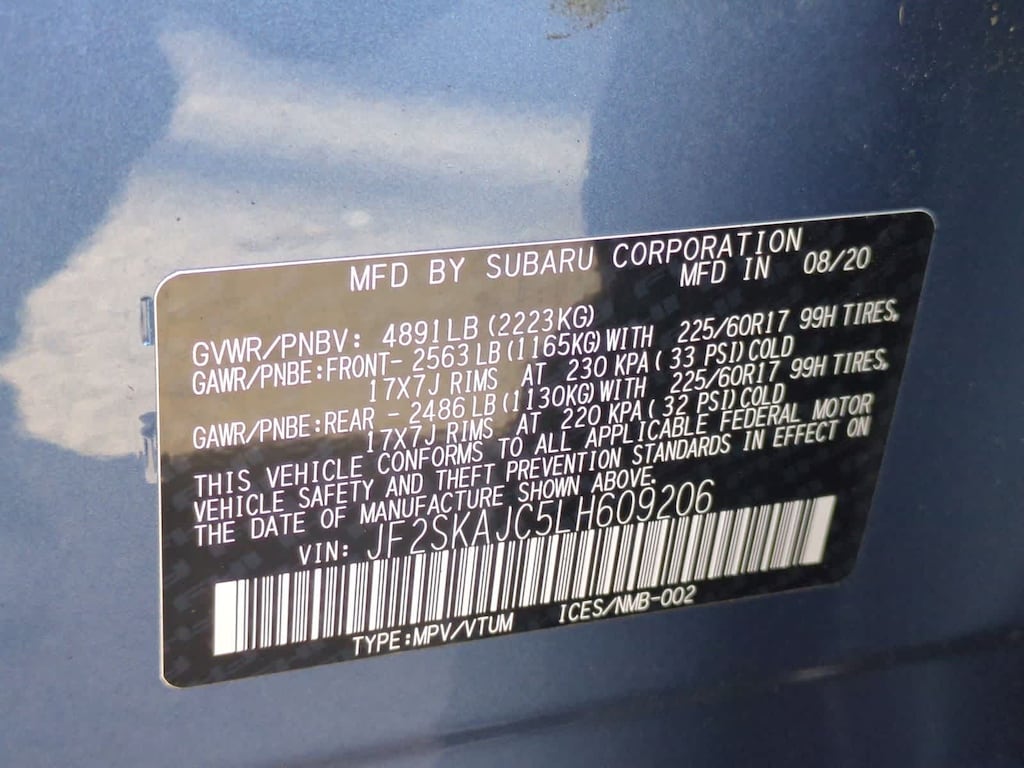 MFD BY SUBARU CORPORATION
MFD IN 08/20
GVWR/PNBV: 4891LB (2223KG)
GAWR/PNBE:FRONT- 2563 LB (1165KG) WITH 225/60R17 99H TIRES,
17X7J RIMS AT 230 KPA ( 33 PSI) COLD
GAWR/PNBE:REAR - 2486 LB (1130KG) WITH 225/60R17 99H TIRES,
17X7J RIMS AT 220 KPA ( 32 PSI) COLD
THIS VEHICLE CONFORMS TO ALL APPLICABLE FEDERAL MOTOR
VEHICLE SAFETY AND THEFT PREVENTION STANDARDS IN EFFECT ON
THE DATE OF MANUFACTURE SHOWN ABOVE.
VIN: JF2SKAJC5LH609206
TYPE:MPV/VTUM ICES/NMB-002